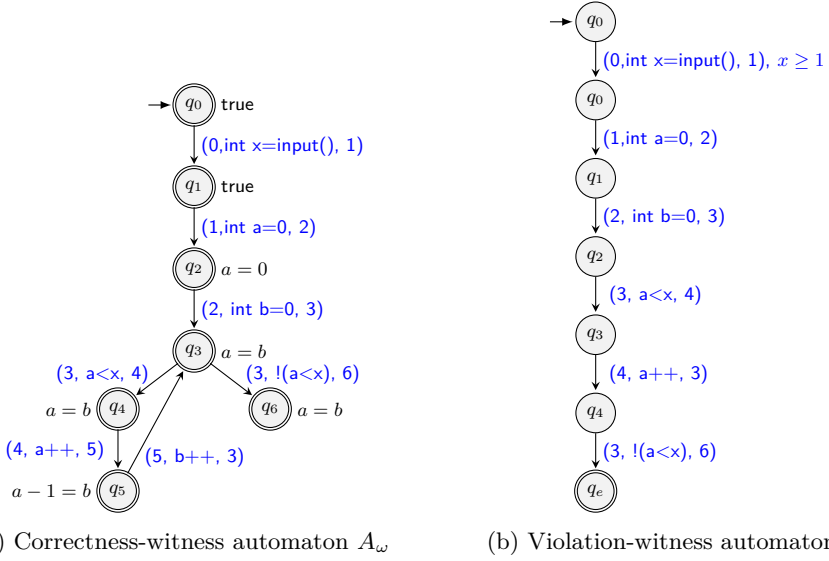 q0 true
(0,int x=input(), 1)
q1 true
(1,int a=0, 2)
q2 a = 0
(2, int b=0, 3)
q3 a = b
(3, a<x, 4) (3, !(a<x), 6)
a = b q4 q6 a = b
(4, a++, 5) (5, b++, 3)
a − 1 = b q5
) Correctness-witness automaton Aω
q0
(0,int x=input(), 1), x ≥ 1
q0
(1,int a=0, 2)
q1
(2, int b=0, 3)
q2
(3, a<x, 4)
q3
(4, a++, 3)
q4
(3, !(a<x), 6)
qe
(b) Violation-witness automaton